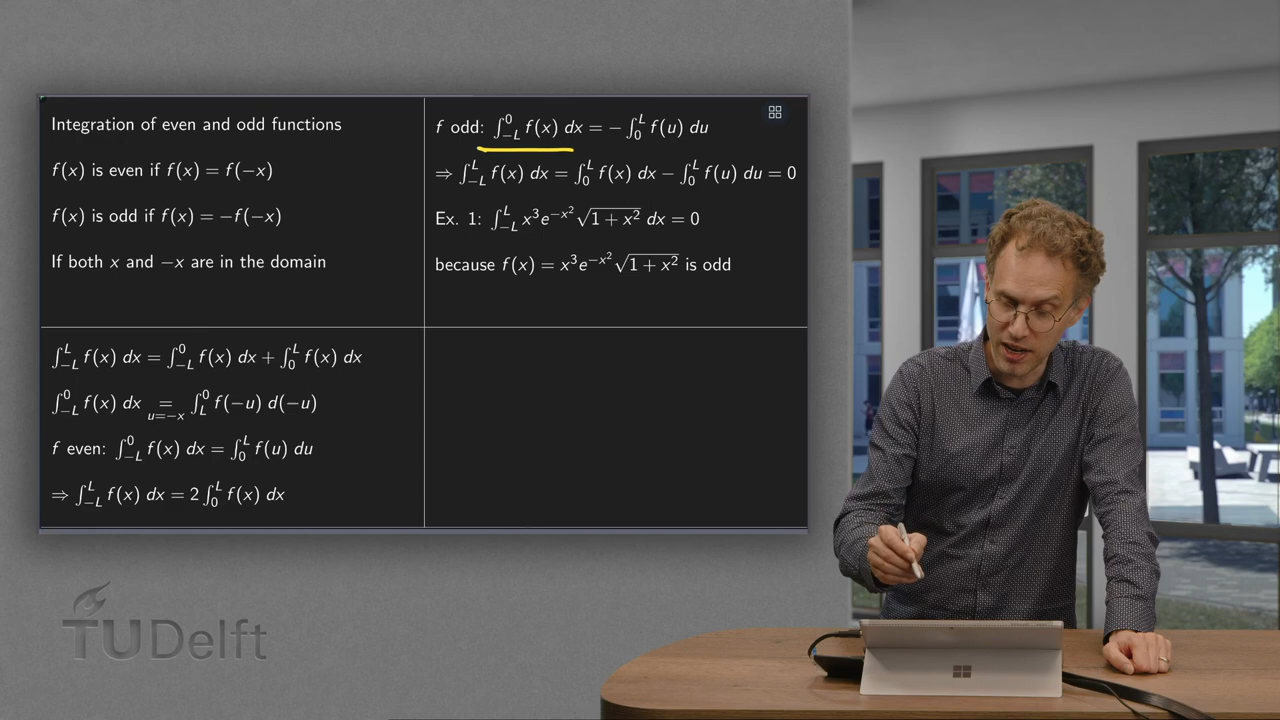 Integration of even and odd functions
f(x) is even if f(x) = f(−x)
f(x) is odd if f(x) = −f(−x)
If both x and −x are in the domain
∫_{−L}^{L} f(x) dx = ∫_{−L}^{0} f(x) dx + ∫_{0}^{L} f(x) dx
∫_{−L}^{0} f(x) dx =_{u=−x} ∫_{L}^{0} f(−u) d(−u)
f even: ∫_{−L}^{0} f(x) dx = ∫_{0}^{L} f(u) du
⇒ ∫_{−L}^{L} f(x) dx = 2 ∫_{0}^{L} f(x) dx
f odd: ∫_{−L}^{0} f(x) dx = − ∫_{0}^{L} f(u) du
⇒ ∫_{−L}^{L} f(x) dx = ∫_{0}^{L} f(x) dx − ∫_{0}^{L} f(u) du = 0
Ex. 1: ∫_{−L}^{L} x³e^{−x²}√(1 + x²) dx = 0
because f(x) = x³e^{−x²}√(1 + x²) is odd
TUDelft